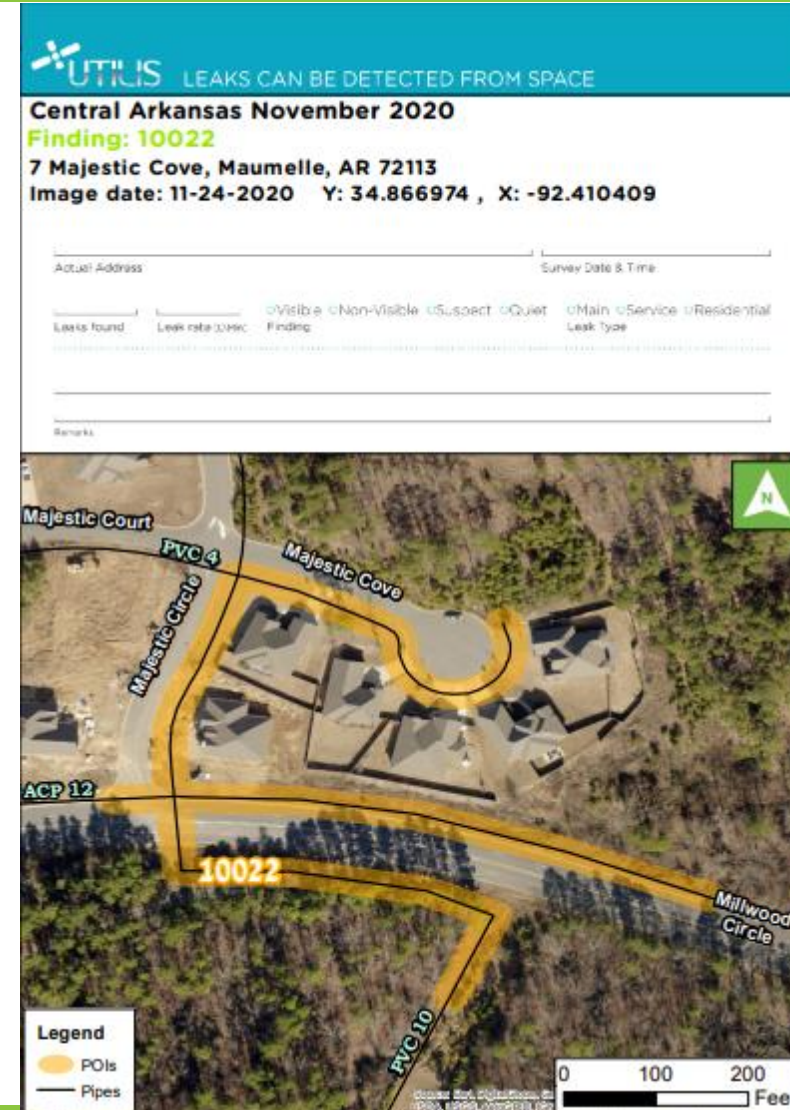 UTILIS LEAKS CAN BE DETECTED FROM SPACE
Central Arkansas November 2020
Finding: 10022
7 Majestic Cove, Maumelle, AR 72113
Image date: 11-24-2020 Y: 34.866974 , X: -92.410409
Actual Address Survey Date & Time
Visible Non-Visible Suspect Quiet Main Service Residential
Leaks found Leak rate Finding Leak Type
Remarks
N
Majestic Court
PVC 4
Majestic Cove
Majestic Circle
ACP 12
10022
Millwood
Circle
PVC 10
Legend
POIs
Pipes
0 100 200
Feet